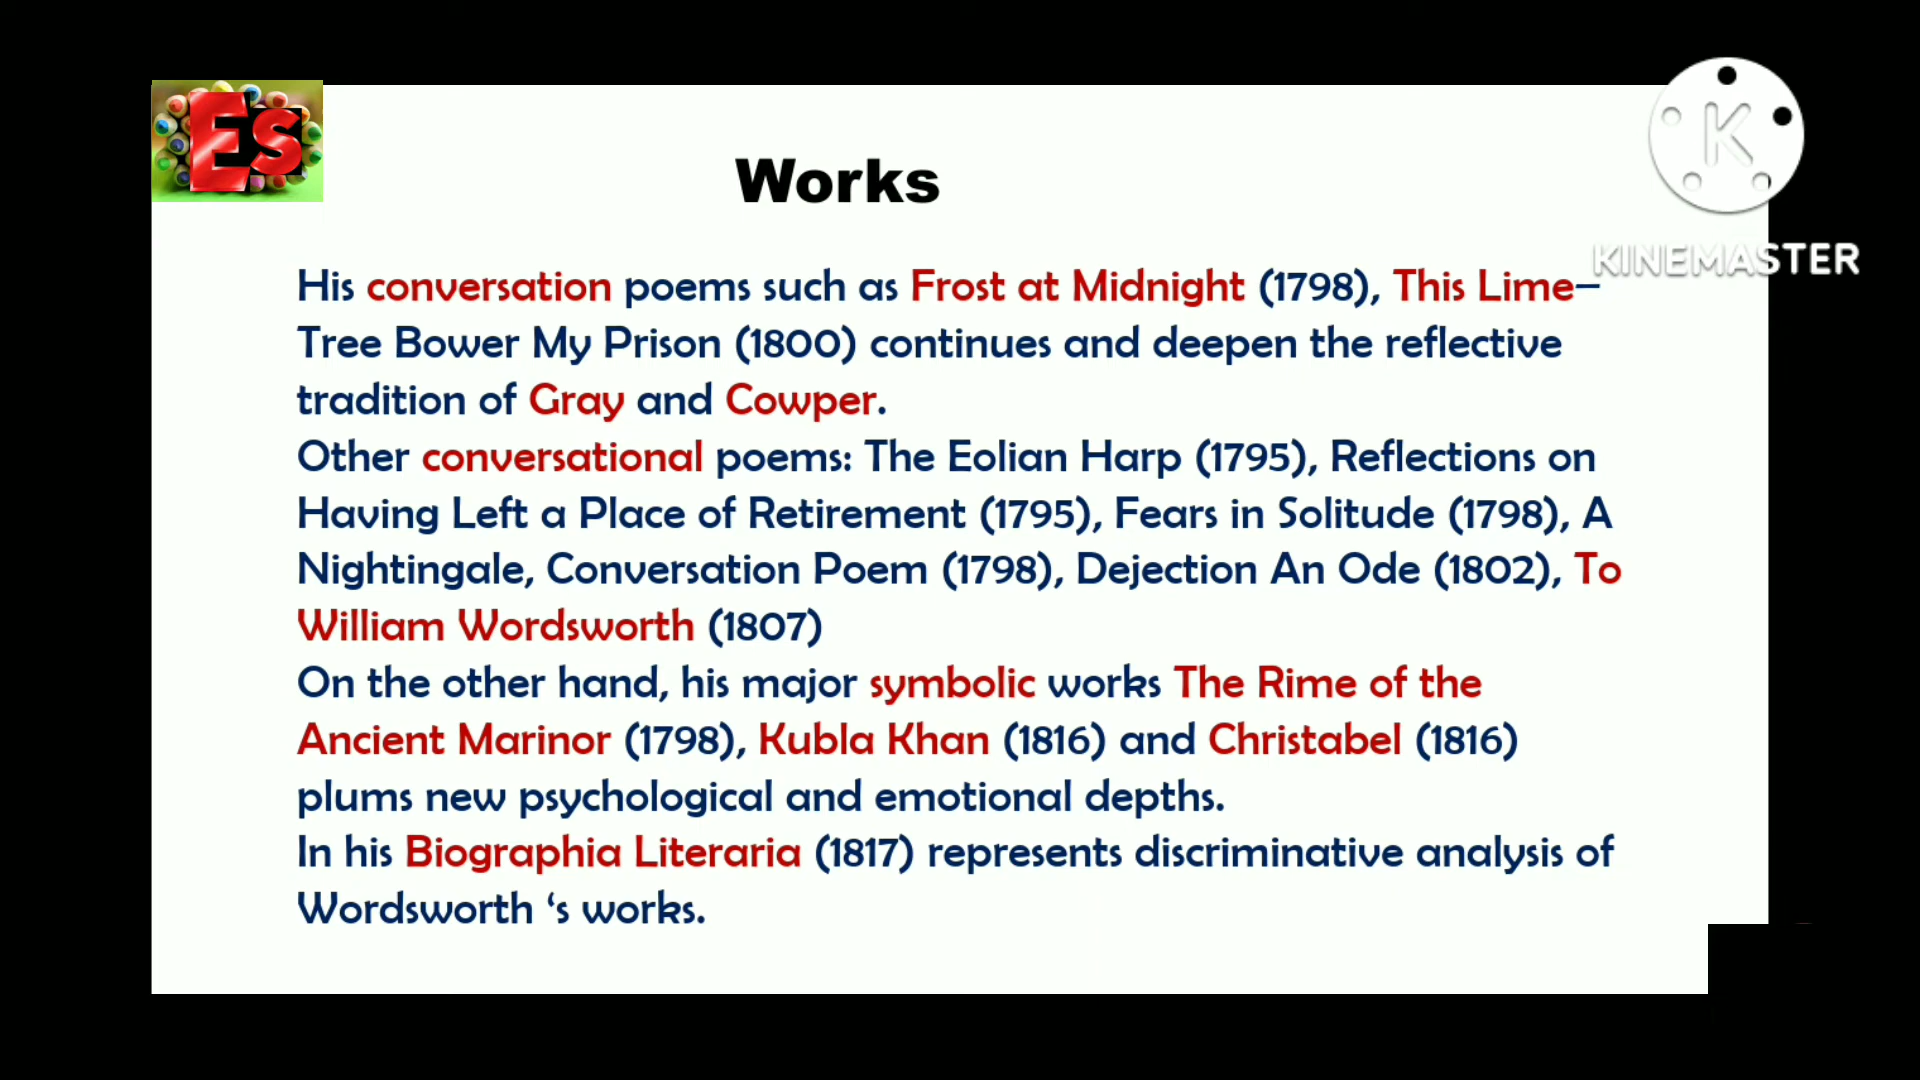 ES
K
KINEMASTER
Works
His conversation poems such as Frost at Midnight (1798), This Lime–
Tree Bower My Prison (1800) continues and deepen the reflective
tradition of Gray and Cowper.
Other conversational poems: The Eolian Harp (1795), Reflections on
Having Left a Place of Retirement (1795), Fears in Solitude (1798), A
Nightingale, Conversation Poem (1798), Dejection An Ode (1802), To
William Wordsworth (1807)
On the other hand, his major symbolic works The Rime of the
Ancient Marinor (1798), Kubla Khan (1816) and Christabel (1816)
plums new psychological and emotional depths.
In his Biographia Literaria (1817) represents discriminative analysis of
Wordsworth ‘s works.